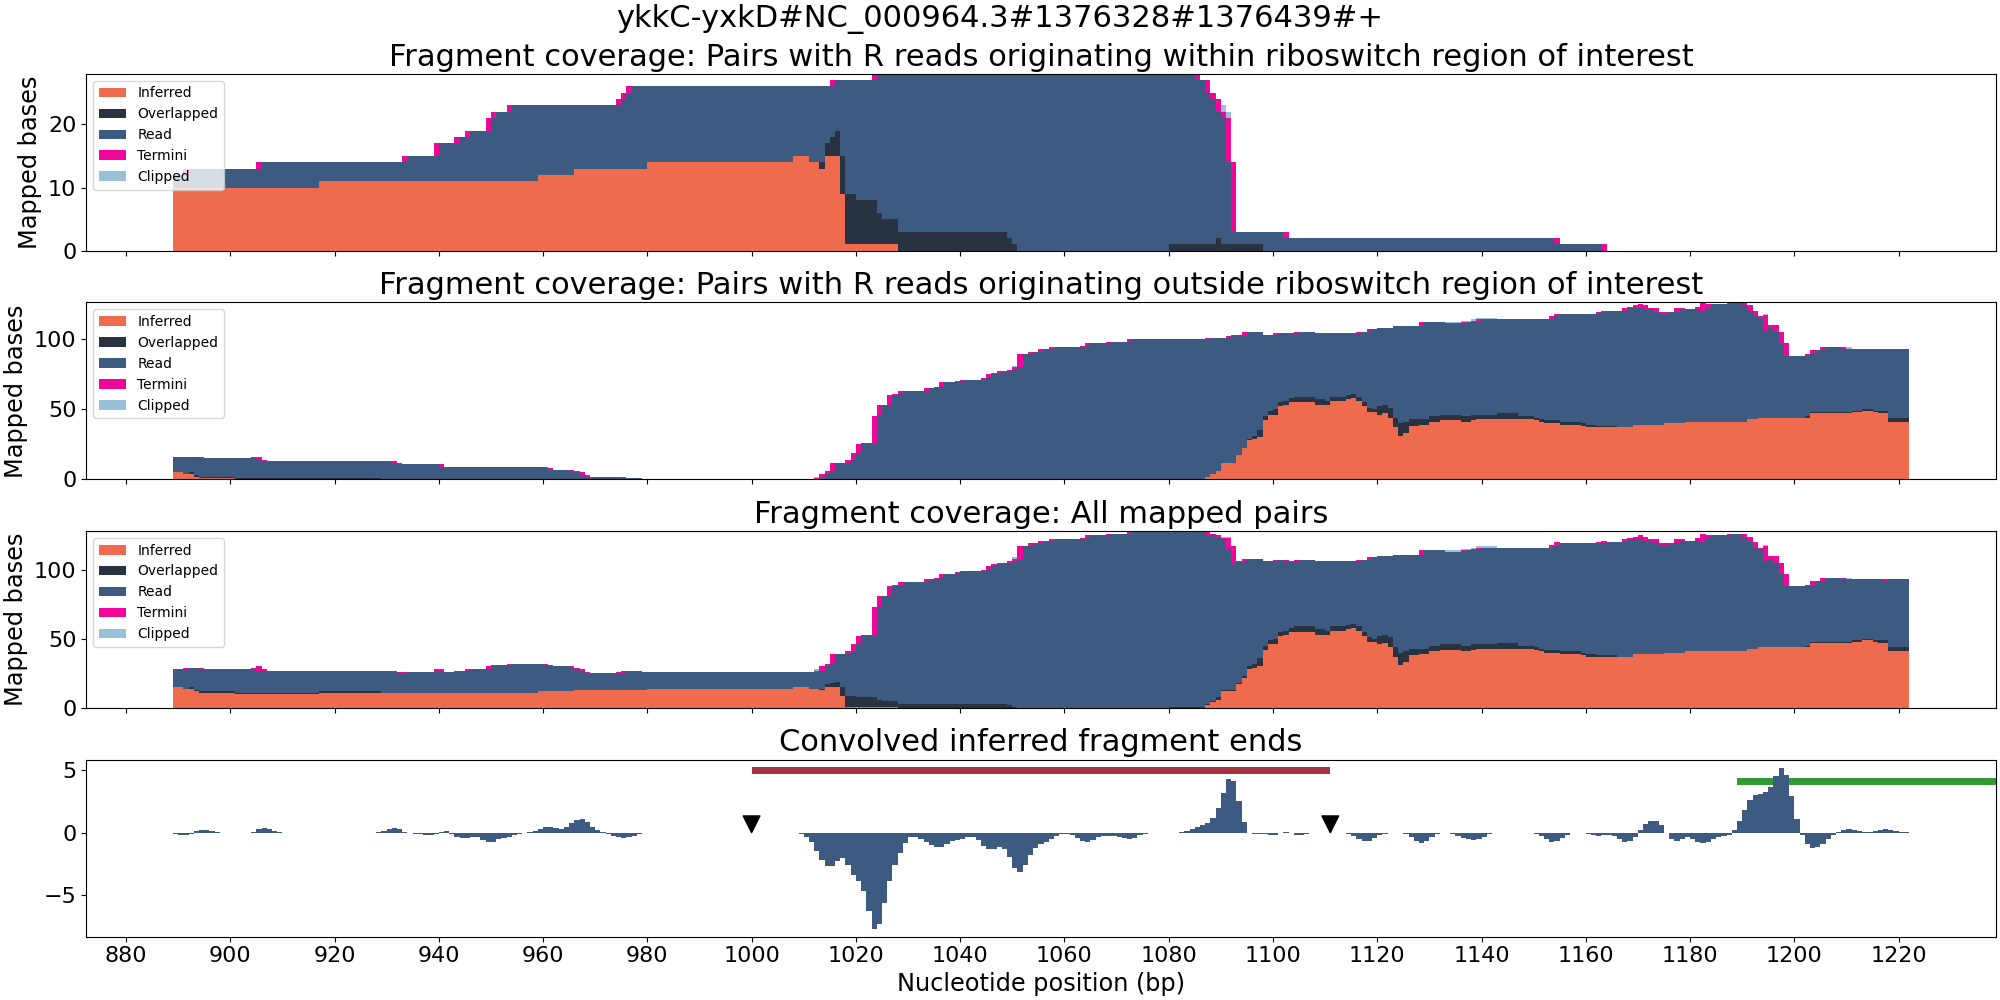 ykkC-yxkD#NC_000964.3#1376328#1376439#+
Fragment coverage: Pairs with R reads originating within riboswitch region of interest
Mapped bases
20
10
0
Inferred
Overlapped
Read
Termini
Clipped
Fragment coverage: Pairs with R reads originating outside riboswitch region of interest
Mapped bases
100
50
0
Inferred
Overlapped
Read
Termini
Clipped
Fragment coverage: All mapped pairs
Mapped bases
100
50
0
Inferred
Overlapped
Read
Termini
Clipped
Convolved inferred fragment ends
5
0
−5
880 900 920 940 960 980 1000 1020 1040 1060 1080 1100 1120 1140 1160 1180 1200 1220
Nucleotide position (bp)